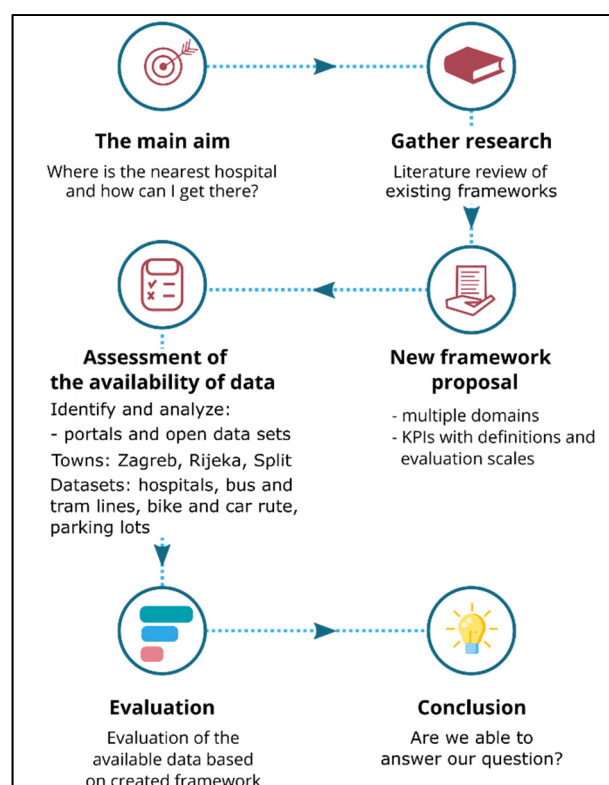 The main aim
Where is the nearest hospital
and how can I get there?
Gather research
Literature review of
existing frameworks
Assessment of
the availability of data
Identify and analyze:
- portals and open data sets
Towns: Zagreb, Rijeka, Split
Datasets: hospitals, bus and
tram lines, bike and car rute,
parking lots
New framework
proposal
- multiple domains
- KPIs with definitions and
evaluation scales
Evaluation
Evaluation of the
available data based
on created framework
Conclusion
Are we able to
answer our question?